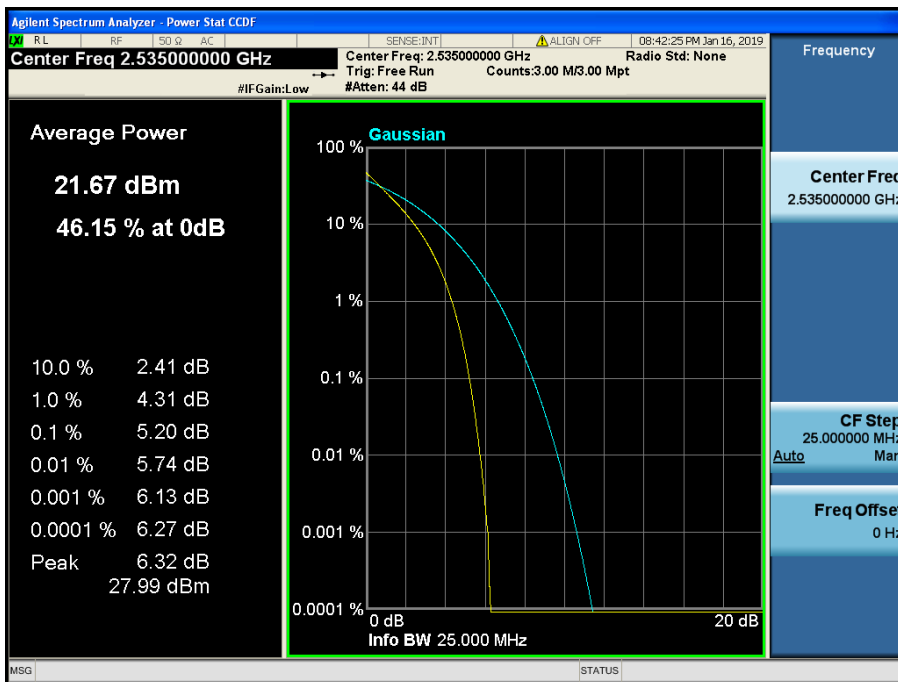 Agilent Spectrum Analyzer - Power Stat CCDF
LXI RL RF 50 Ω AC SENSE:INT ALIGN OFF 08:42:25 PM Jan 16, 2019
Center Freq 2.535000000 GHz
Center Freq: 2.535000000 GHz Radio Std: None
Trig: Free Run Counts:3.00 M/3.00 Mpt
#IFGain:Low #Atten: 44 dB
Frequency
Average Power
21.67 dBm
46.15 % at 0dB
10.0 % 2.41 dB
1.0 % 4.31 dB
0.1 % 5.20 dB
0.01 % 5.74 dB
0.001 % 6.13 dB
0.0001 % 6.27 dB
Peak 6.32 dB
27.99 dBm
Gaussian
100 %
10 %
1 %
0.1 %
0.01 %
0.001 %
0.0001 %
0 dB 20 dB
Info BW 25.000 MHz
Center Freq
2.535000000 GHz
CF Step
25.000000 MHz
Auto Man
Freq Offset
0 Hz
MSG STATUS